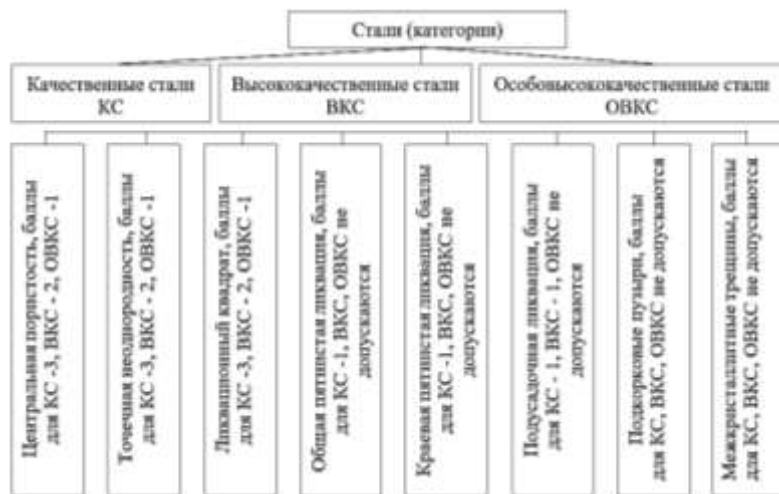 Стали (категории)
Качественные стали
КС
Высококачественные стали
ВКС
Особовысококачественные стали
ОВКС
Центральная пористость, баллы
для КС -3, ВКС - 2, ОВКС -1
Точечная неоднородность, баллы
для КС -3, ВКС - 2, ОВКС -1
Ликвационный квадрат, баллы
для КС -3, ВКС - 2, ОВКС -1
Общая пятнистая ликвация, баллы
для КС -1, ВКС, ОВКС не
допускаются
Краевая пятнистая ликвация, баллы
для КС -1, ВКС, ОВКС не
допускаются
Подусадочная ликвация, баллы
для КС - 1, ВКС - 1, ОВКС не
допускаются
Подкорковые пузыри, баллы
для КС, ВКС, ОВКС не допускаются
Межкристаллитные трещины, баллы
для КС, ВКС, ОВКС не допускаются